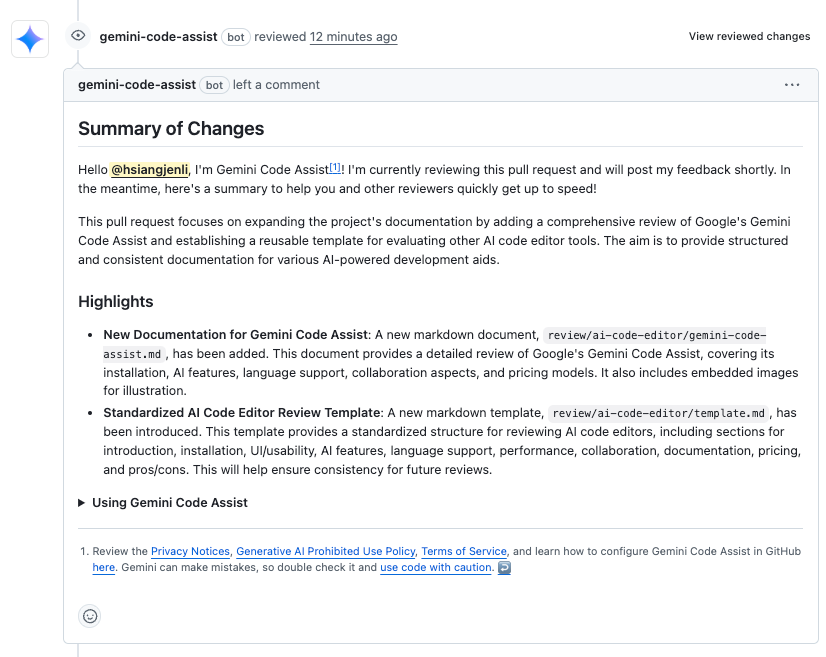 gemini-code-assist bot reviewed 12 minutes ago
View reviewed changes
gemini-code-assist bot left a comment
Summary of Changes
Hello @hsiangjenli, I'm Gemini Code Assist[1]! I'm currently reviewing this pull request and will post my feedback shortly. In
the meantime, here's a summary to help you and other reviewers quickly get up to speed!
This pull request focuses on expanding the project's documentation by adding a comprehensive review of Google's Gemini
Code Assist and establishing a reusable template for evaluating other AI code editor tools. The aim is to provide structured
and consistent documentation for various AI-powered development aids.
Highlights
• New Documentation for Gemini Code Assist: A new markdown document, review/ai-code-editor/gemini-code-
assist.md , has been added. This document provides a detailed review of Google's Gemini Code Assist, covering its
installation, AI features, language support, collaboration aspects, and pricing models. It also includes embedded images
for illustration.
• Standardized AI Code Editor Review Template: A new markdown template, review/ai-code-editor/template.md , has
been introduced. This template provides a standardized structure for reviewing AI code editors, including sections for
introduction, installation, UI/usability, AI features, language support, performance, collaboration, documentation, pricing,
and pros/cons. This will help ensure consistency for future reviews.
Using Gemini Code Assist
1. Review the Privacy Notices, Generative AI Prohibited Use Policy, Terms of Service, and learn how to configure Gemini Code Assist in GitHub
here. Gemini can make mistakes, so double check it and use code with caution. ↩